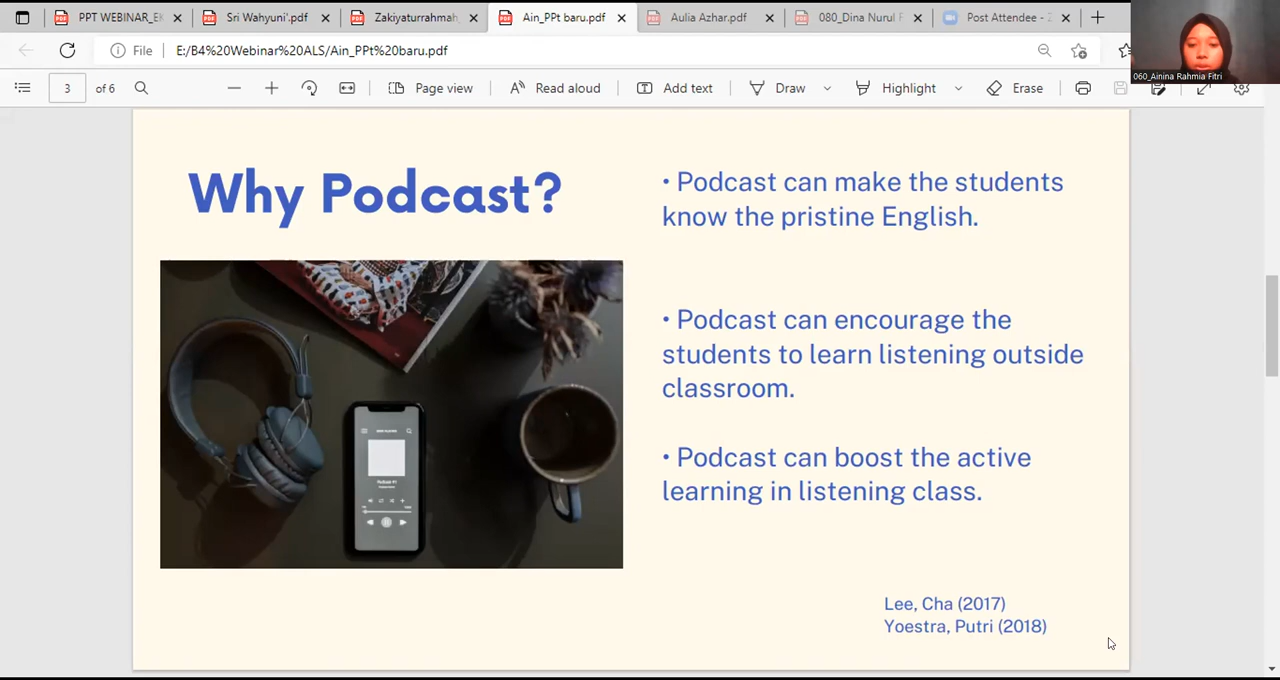 PPT WEBINAR_EK
Sri Wahyuni'.pdf
Zakiyaturrahmah
Ain_PPt baru.pdf
Aulia Azhar.pdf
080_Dina Nurul F
Post Attendee - Z
File
E:/B4%20Webinar%20ALS/Ain_PPt%20baru.pdf
060_Ainina Rahmia Fitri
3 of 6
Page view
Read aloud
Add text
Draw
Highlight
Erase
Why Podcast?
• Podcast can make the students
know the pristine English.
• Podcast can encourage the
students to learn listening outside
classroom.
• Podcast can boost the active
learning in listening class.
Podcast #1
Lee, Cha (2017)
Yoestra, Putri (2018)